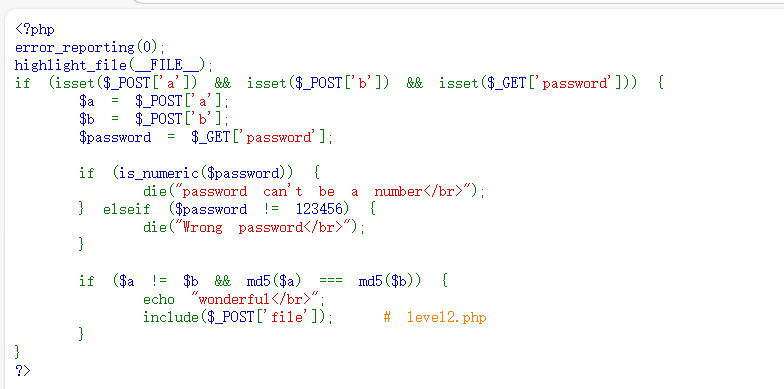 <?php
error_reporting(0);
highlight_file(__FILE__);
if (isset($_POST['a']) && isset($_POST['b']) && isset($_GET['password'])) {
        $a = $_POST['a'];
        $b = $_POST['b'];
        $password = $_GET['password'];
        if (is_numeric($password)) {
                die("password can't be a number</br>");
        } elseif ($password != 123456) {
                die("Wrong password</br>");
        }
        if ($a != $b && md5($a) === md5($b)) {
                echo "wonderful</br>";
                include($_POST['file']);      # level2.php
        }
}
?>